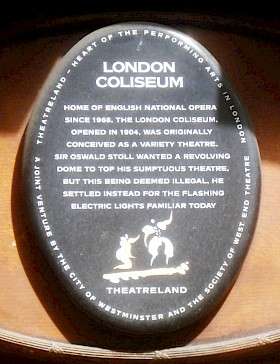 THEATRELAND – HEART OF THE PERFORMING ARTS IN LONDON
LONDON
COLISEUM
HOME OF ENGLISH NATIONAL OPERA
SINCE 1968. THE LONDON COLISEUM,
OPENED IN 1904, WAS ORIGINALLY
CONCEIVED AS A VARIETY THEATRE.
SIR OSWALD STOLL WANTED A REVOLVING
DOME TO TOP HIS SUMPTUOUS THEATRE,
BUT THIS BEING DEEMED ILLEGAL, HE
SETTLED INSTEAD FOR THE FLASHING
ELECTRIC LIGHTS FAMILIAR TODAY
THEATRELAND
A JOINT VENTURE BY THE CITY OF WESTMINSTER AND THE SOCIETY OF WEST END THEATRE